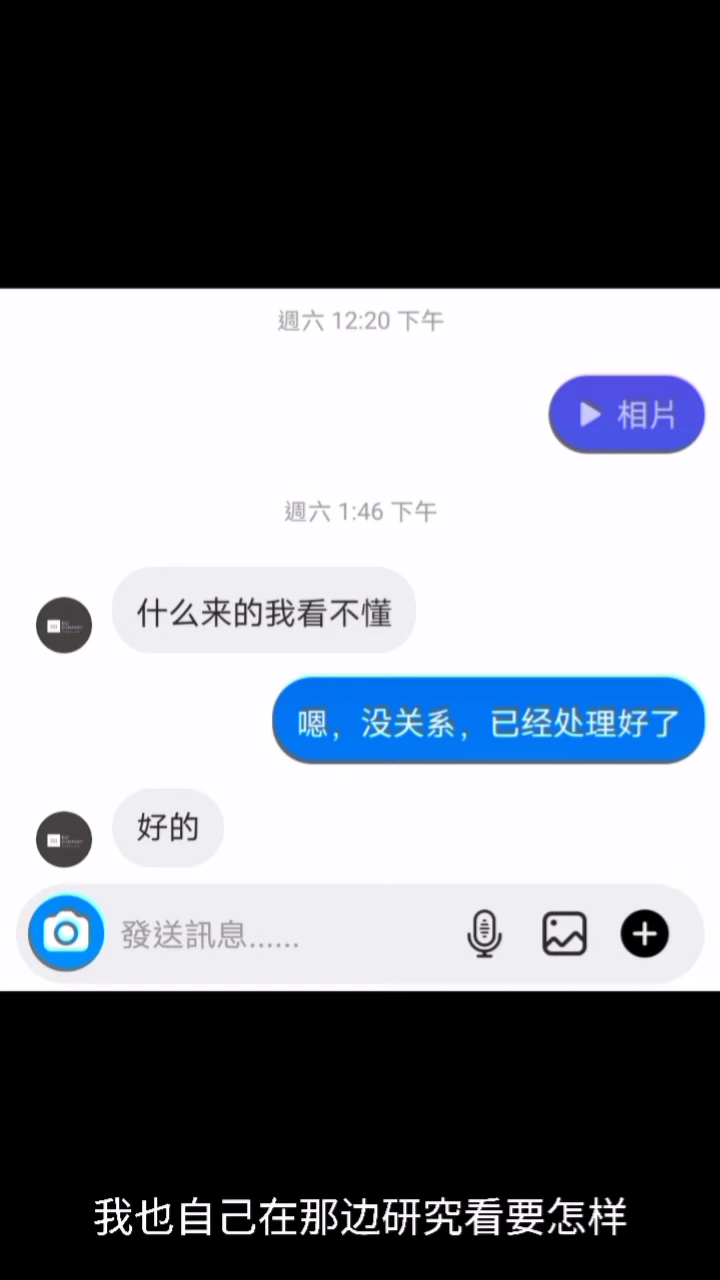 週六 12:20 下午
相片
週六 1:46 下午
什么来的我看不懂
嗯，没关系，已经处理好了
好的
發送訊息......
我也自己在那边研究看要怎样